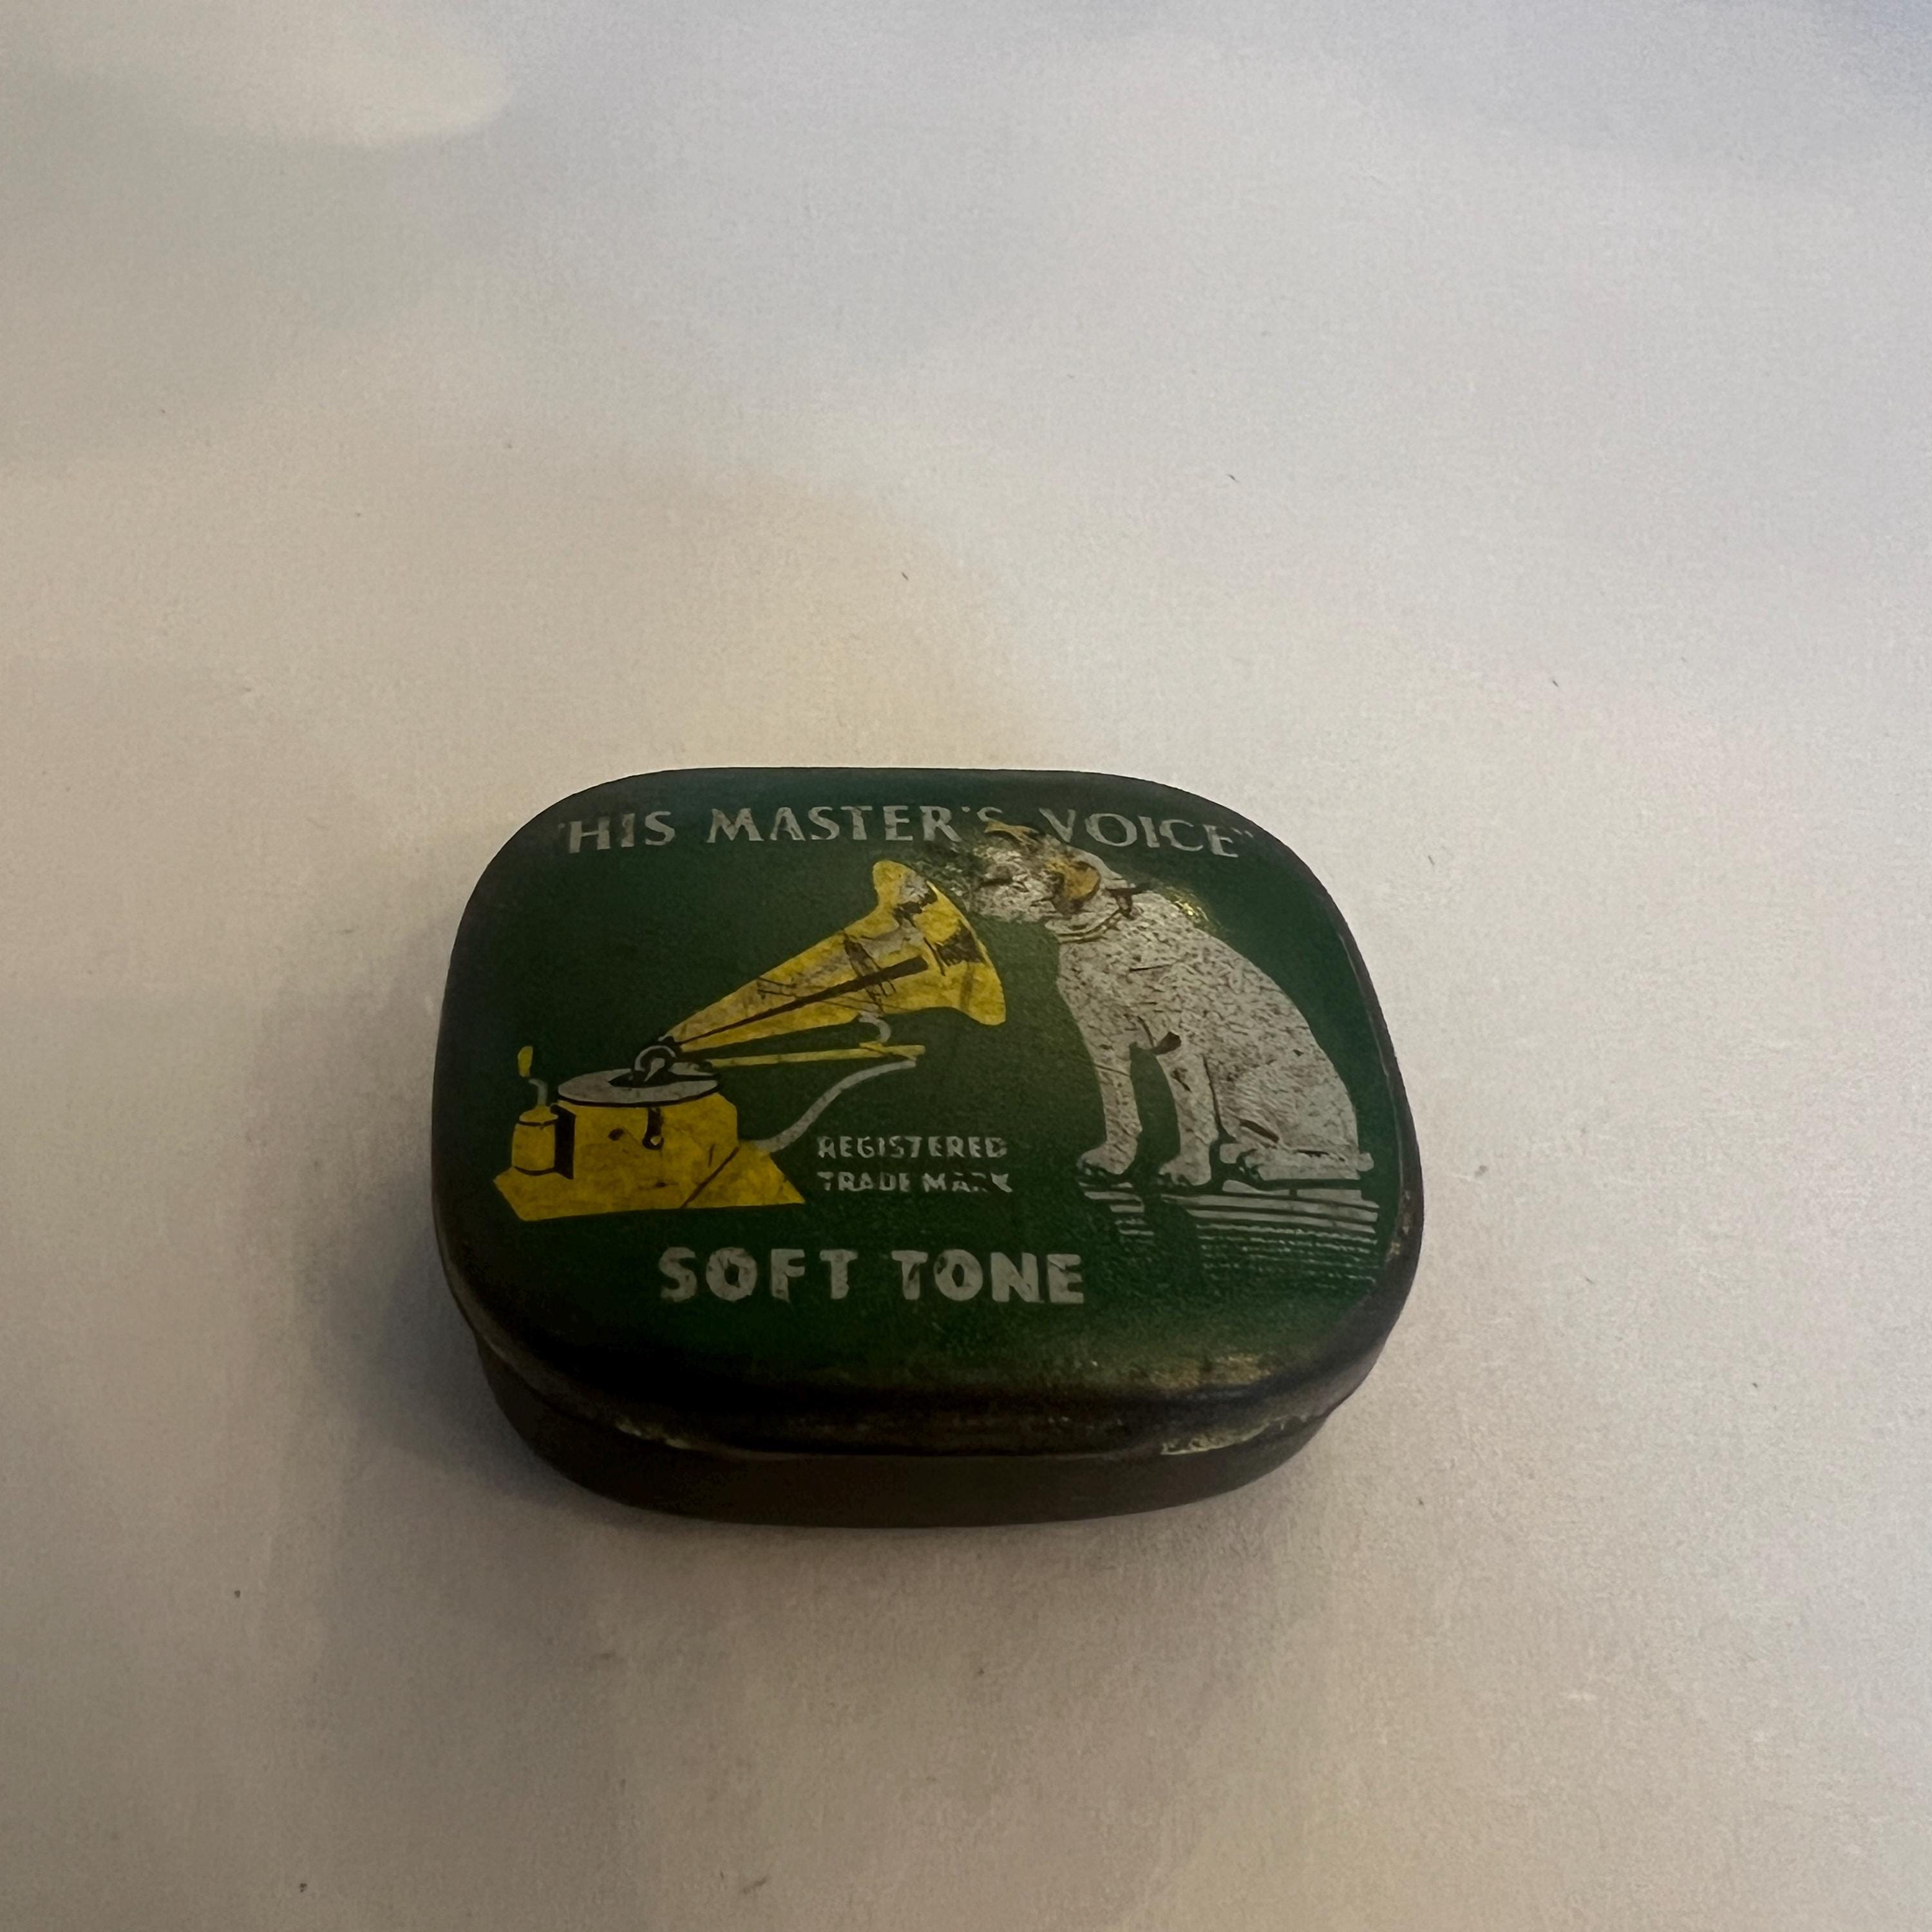 "HIS MASTER'S VOICE"
REGISTERED
TRADE MARK
SOFT TONE